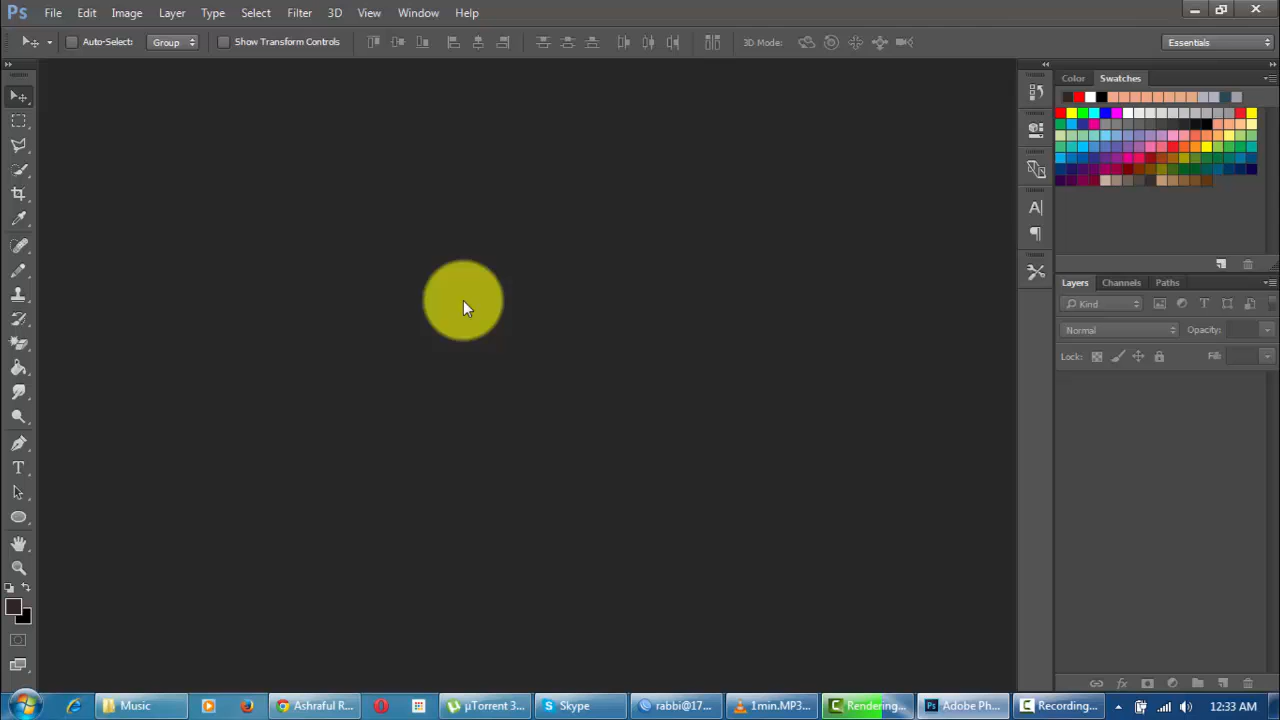 Ps File Edit Image Layer Type Select Filter 3D View Window Help
Auto-Select: Group Show Transform Controls 3D Mode: Essentials
Color Swatches
Layers Channels Paths
Kind
Normal Opacity:
Lock: Fill:
Music Ashraful R... µTorrent 3... Skype rabbi@17... 1min.MP3... Rendering... Adobe Ph... Recording... 12:33 AM